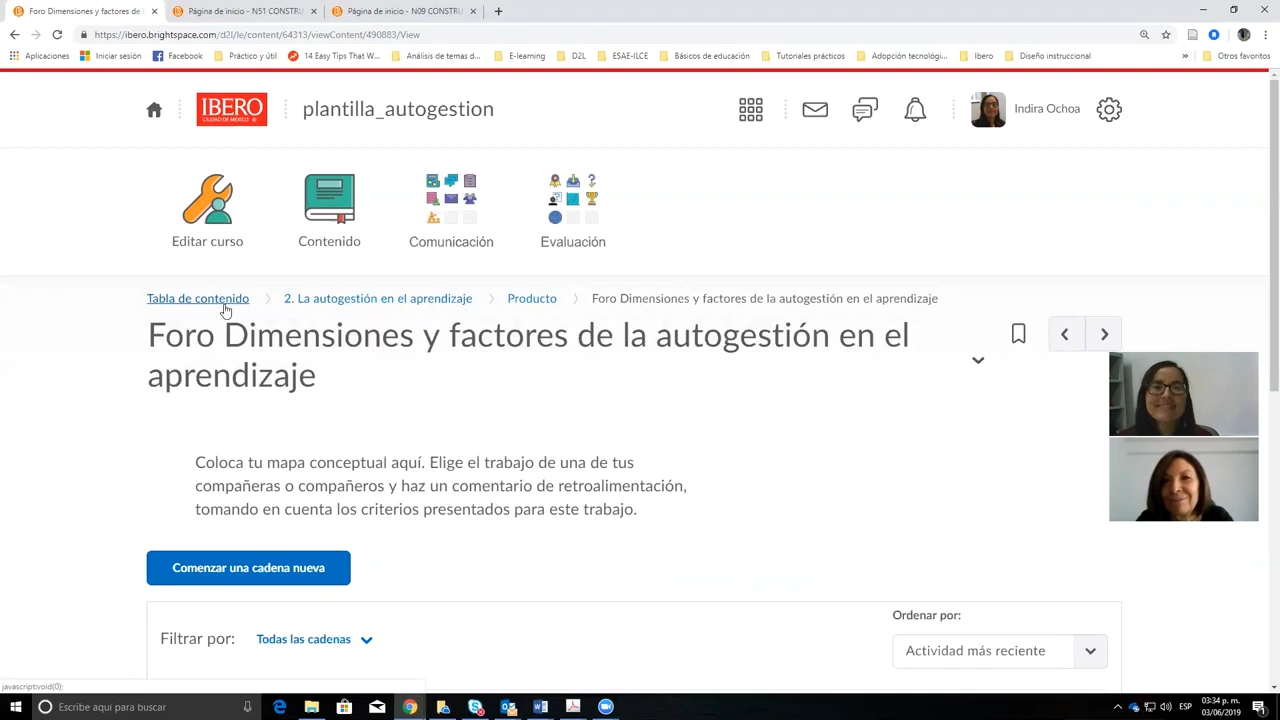 Foro Dimensiones y factores de l
Página de inicio - N51 CONSTRU
Página de inicio - N09 CONSTRU
https://ibero.brightspace.com/d2l/le/content/64313/viewContent/490883/View
Aplicaciones
Iniciar sesión
Facebook
Práctico y útil
14 Easy Tips That W...
Análisis de temas d...
E-learning
D2L
ESAE-ILCE
Básicos de educación
Tutoriales prácticos
Adopción tecnológi...
Ibero
Diseño instruccional
»
Otros favoritos
IBERO
CIUDAD DE MÉXICO ®
plantilla_autogestion
Indira Ochoa
Editar curso
Contenido
Comunicación
Evaluación
Tabla de contenido
2. La autogestión en el aprendizaje
Producto
Foro Dimensiones y factores de la autogestión en el aprendizaje
Foro Dimensiones y factores de la autogestión en el
aprendizaje
Coloca tu mapa conceptual aquí. Elige el trabajo de una de tus
compañeras o compañeros y haz un comentario de retroalimentación,
tomando en cuenta los criterios presentados para este trabajo.
Comenzar una cadena nueva
Ordenar por:
Filtrar por: Todas las cadenas
Actividad más reciente
javascript:void(0);
Escribe aquí para buscar
ESP
03:34 p. m.
03/06/2019